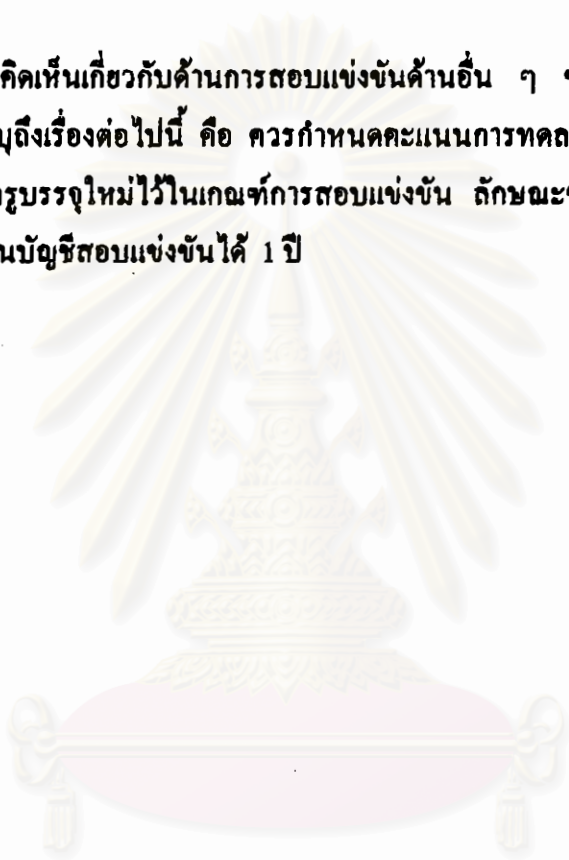 คิดเห็นเกี่ยวกับด้านการสอบแข่งขันด้านอื่น ๆ
ถึงเรื่องต่อไปนี้ คือ ควรกำหนดคะแนนการทดล
รูบรรจุใหม่ไว้ในเกณฑ์การสอบแข่งขัน ลักษณะ
นบัญชีสอบแข่งขันได้ 1 ปี